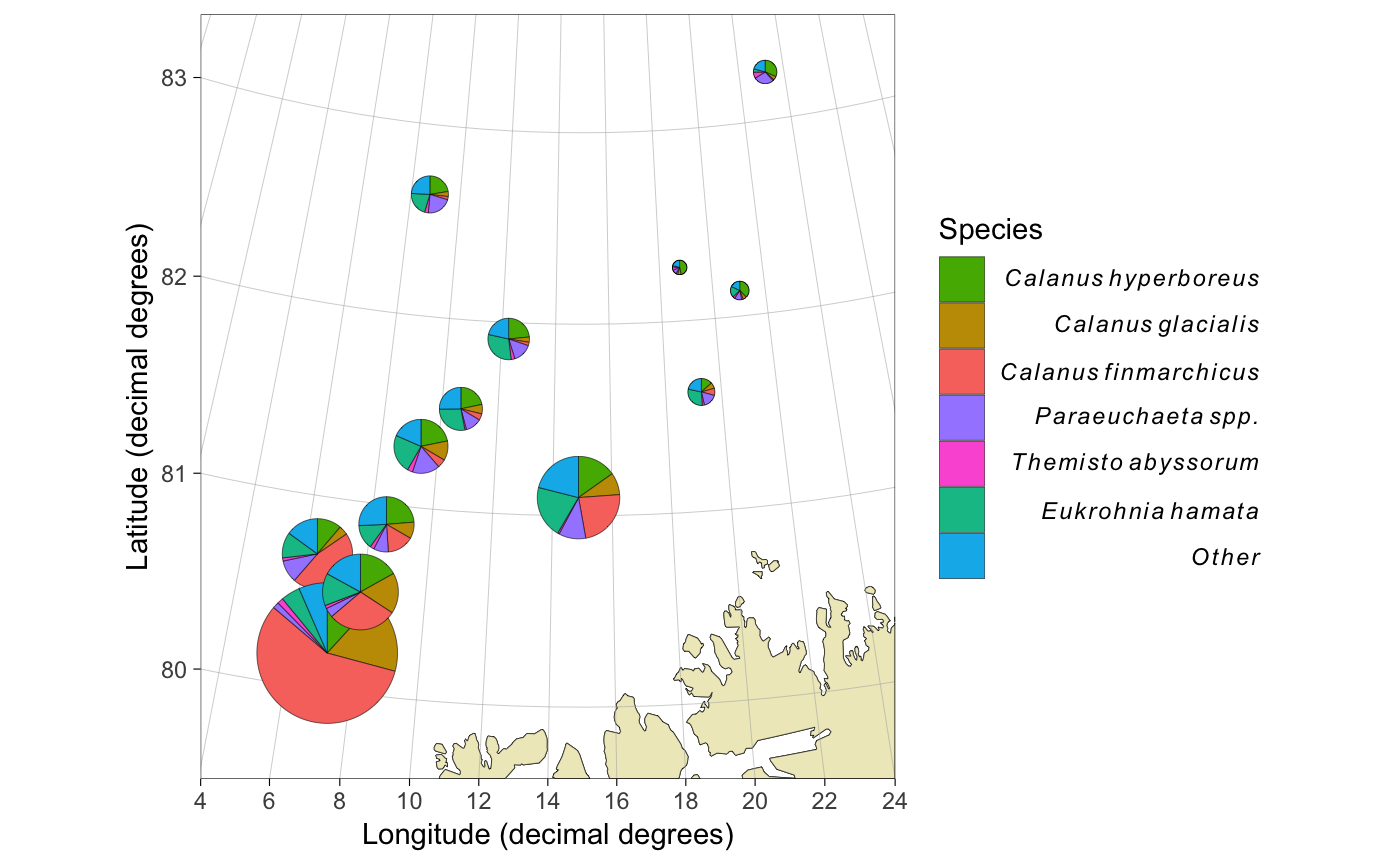 83
82
81
80
Latitude (decimal degrees)
4 6 8 10 12 14 16 18 20 22 24
Longitude (decimal degrees)
Species
Calanus hyperboreus
Calanus glacialis
Calanus finmarchicus
Paraeuchaeta spp.
Themisto abyssorum
Eukrohnia hamata
Other